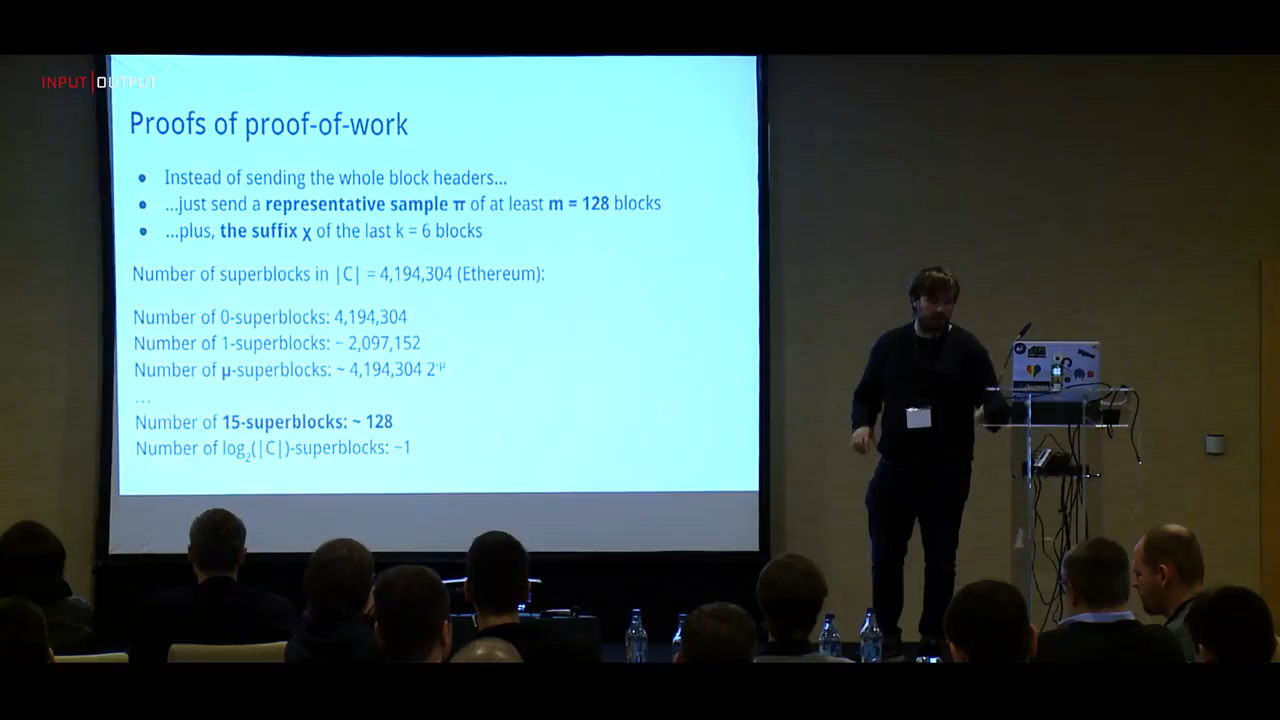 INPUT|OUTPUT
Proofs of proof-of-work
• Instead of sending the whole block headers...
• ...just send a representative sample π of at least m = 128 blocks
• ...plus, the suffix χ of the last k = 6 blocks
Number of superblocks in |C| = 4,194,304 (Ethereum):
Number of 0-superblocks: 4,194,304
Number of 1-superblocks: ~ 2,097,152
Number of μ-superblocks: ~ 4,194,304 2^-μ
...
Number of 15-superblocks: ~ 128
Number of log₂(|C|)-superblocks: ~1